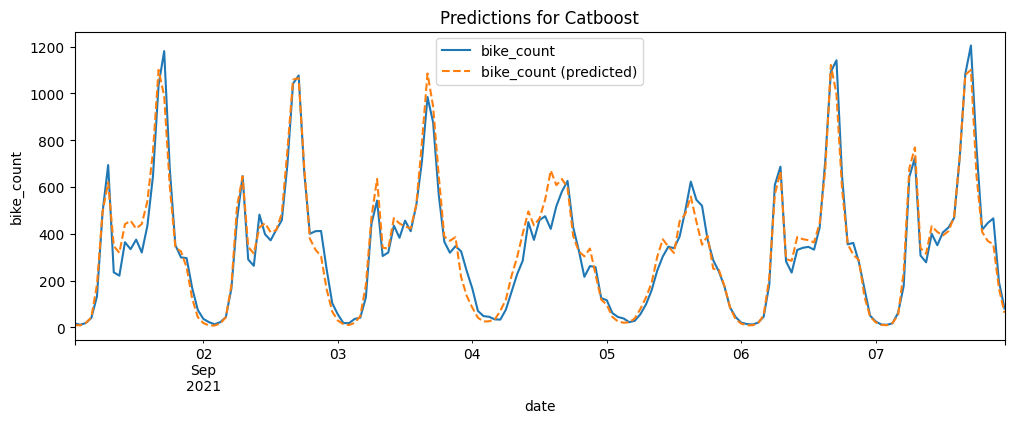 Predictions for Catboost
bike_count
bike_count (predicted)
1200
1000
800
600
400
200
0
bike_count
02
03
04
05
06
07
Sep
2021
date